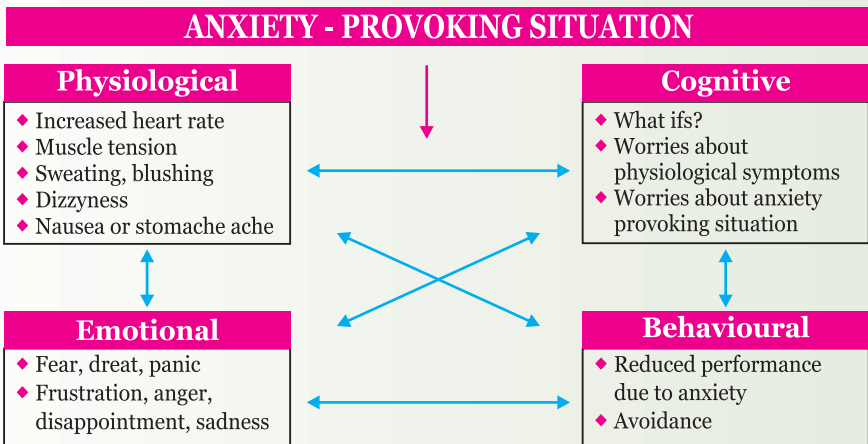 ANXIETY - PROVOKING SITUATION
Physiological
◆ Increased heart rate
◆ Muscle tension
◆ Sweating, blushing
◆ Dizzyness
◆ Nausea or stomache ache
Cognitive
◆ What ifs?
◆ Worries about
physiological symptoms
◆ Worries about anxiety
provoking situation
Emotional
◆ Fear, dreat, panic
◆ Frustration, anger,
disappointment, sadness
Behavioural
◆ Reduced performance
due to anxiety
◆ Avoidance